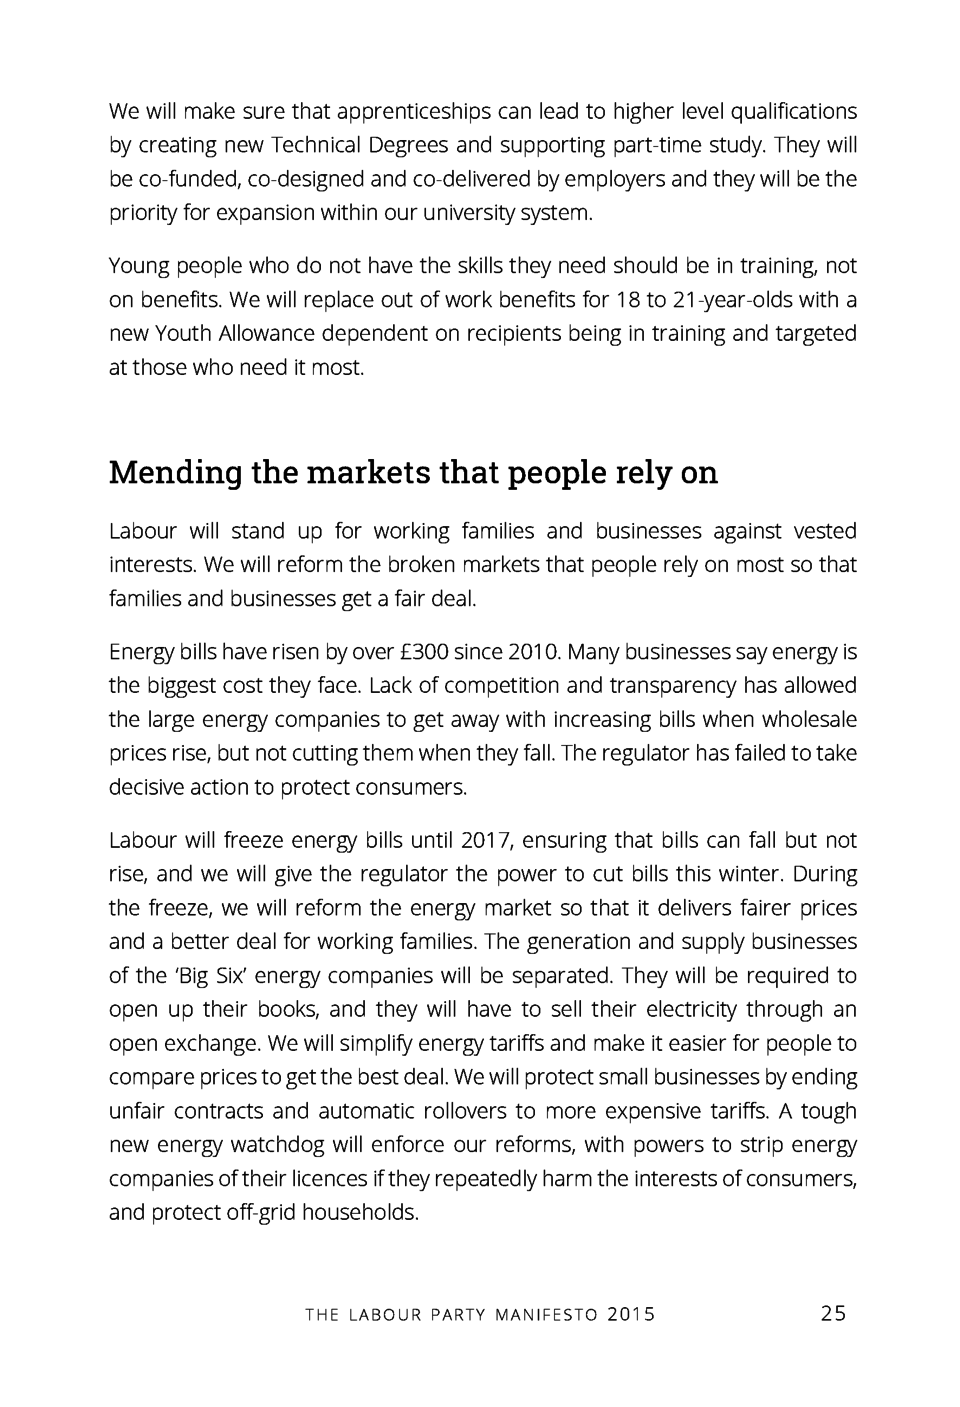 We will make sure that apprenticeships can lead to higher level qualifications
by creating new Technical Degrees and supporting part-time study. They will
be co-funded, co-designed and co-delivered by employers and they will be the
priority for expansion within our university system.
Young people who do not have the skills they need should be in training, not
on benefits. We will replace out of work benefits for 18 to 21-year-olds with a
new Youth Allowance dependent on recipients being in training and targeted
at those who need it most.
Mending the markets that people rely on
Labour will stand up for working families and businesses against vested
interests. We will reform the broken markets that people rely on most so that
families and businesses get a fair deal.
Energy bills have risen by over £300 since 2010. Many businesses say energy is
the biggest cost they face. Lack of competition and transparency has allowed
the large energy companies to get away with increasing bills when wholesale
prices rise, but not cutting them when they fall. The regulator has failed to take
decisive action to protect consumers.
Labour will freeze energy bills until 2017, ensuring that bills can fall but not
rise, and we will give the regulator the power to cut bills this winter. During
the freeze, we will reform the energy market so that it delivers fairer prices
and a better deal for working families. The generation and supply businesses
of the ‘Big Six’ energy companies will be separated. They will be required to
open up their books, and they will have to sell their electricity through an
open exchange. We will simplify energy tariffs and make it easier for people to
compare prices to get the best deal. We will protect small businesses by ending
unfair contracts and automatic rollovers to more expensive tariffs. A tough
new energy watchdog will enforce our reforms, with powers to strip energy
companies of their licences if they repeatedly harm the interests of consumers,
and protect off-grid households.
THE LABOUR PARTY MANIFESTO 2015 25